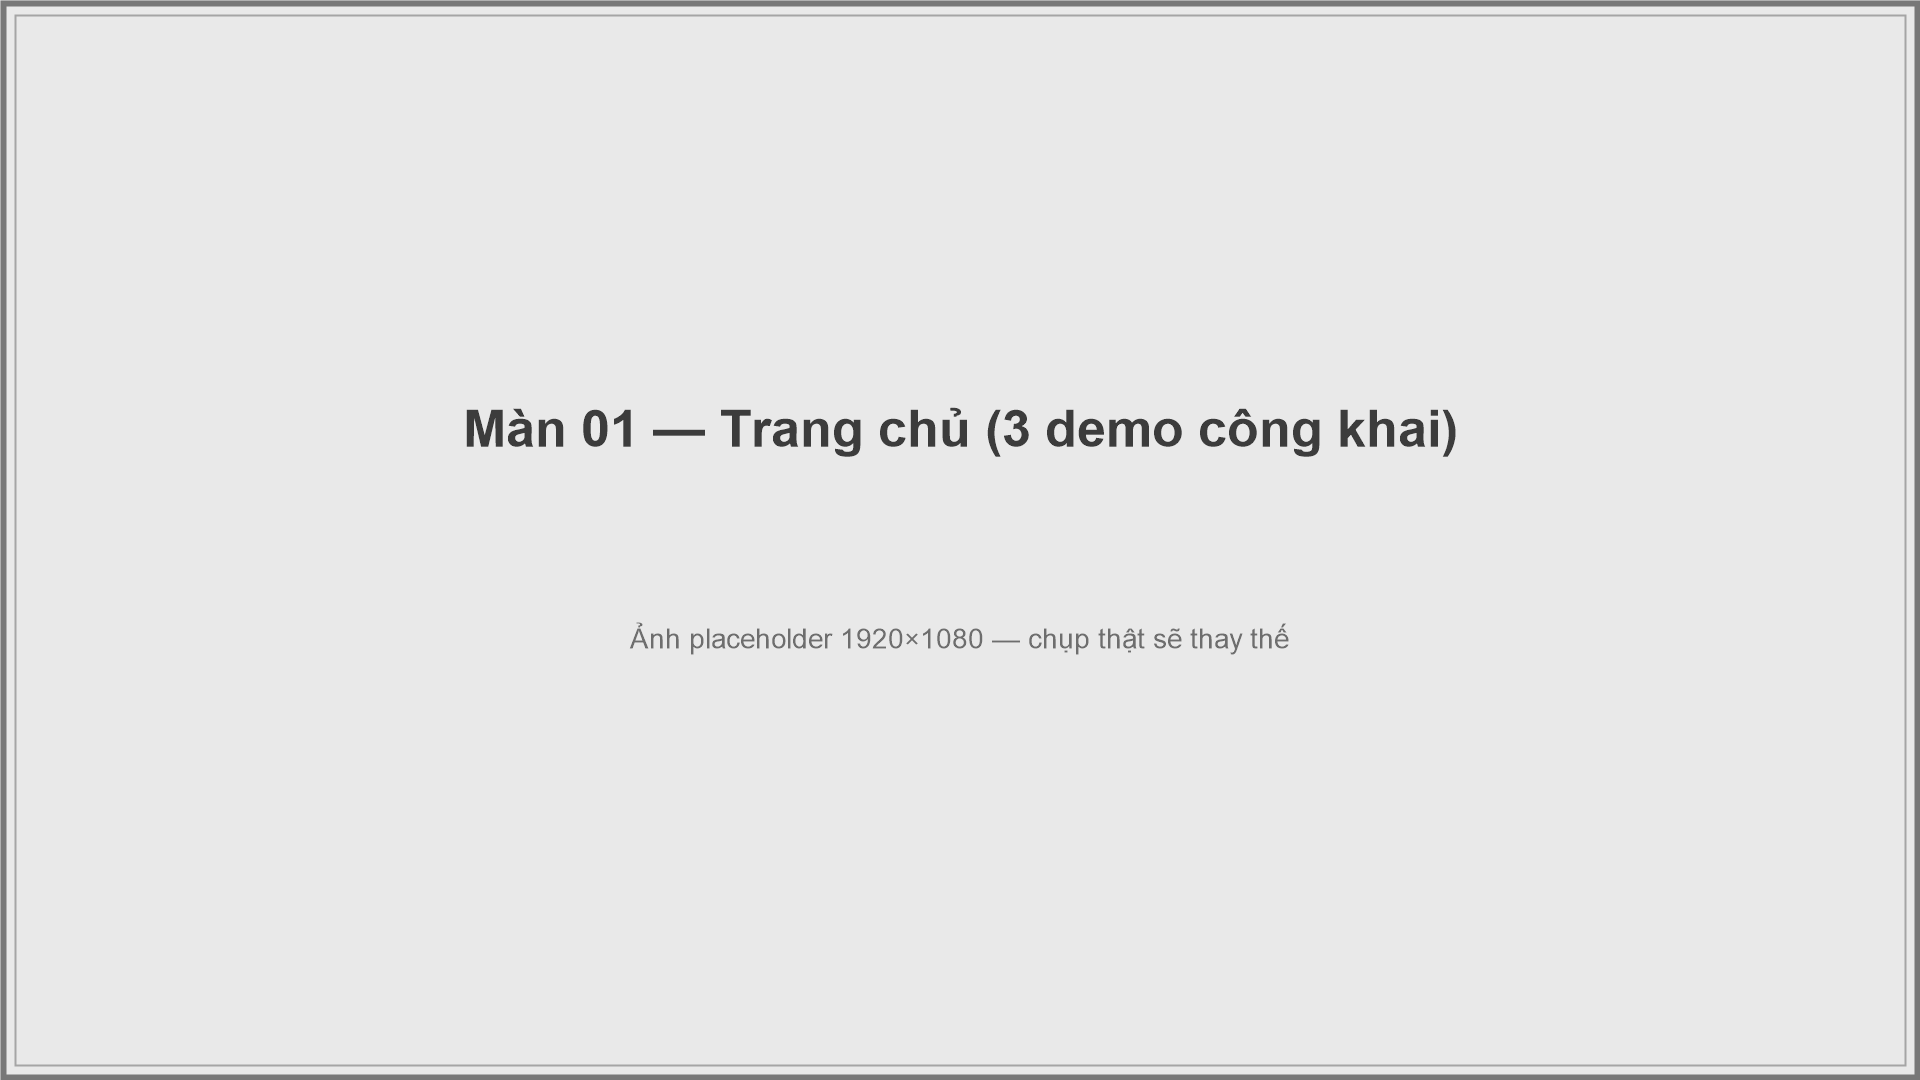 Màn 01 — Trang chủ (3 demo công khai)
Ảnh placeholder 1920×1080 — chụp thật sẽ thay thế